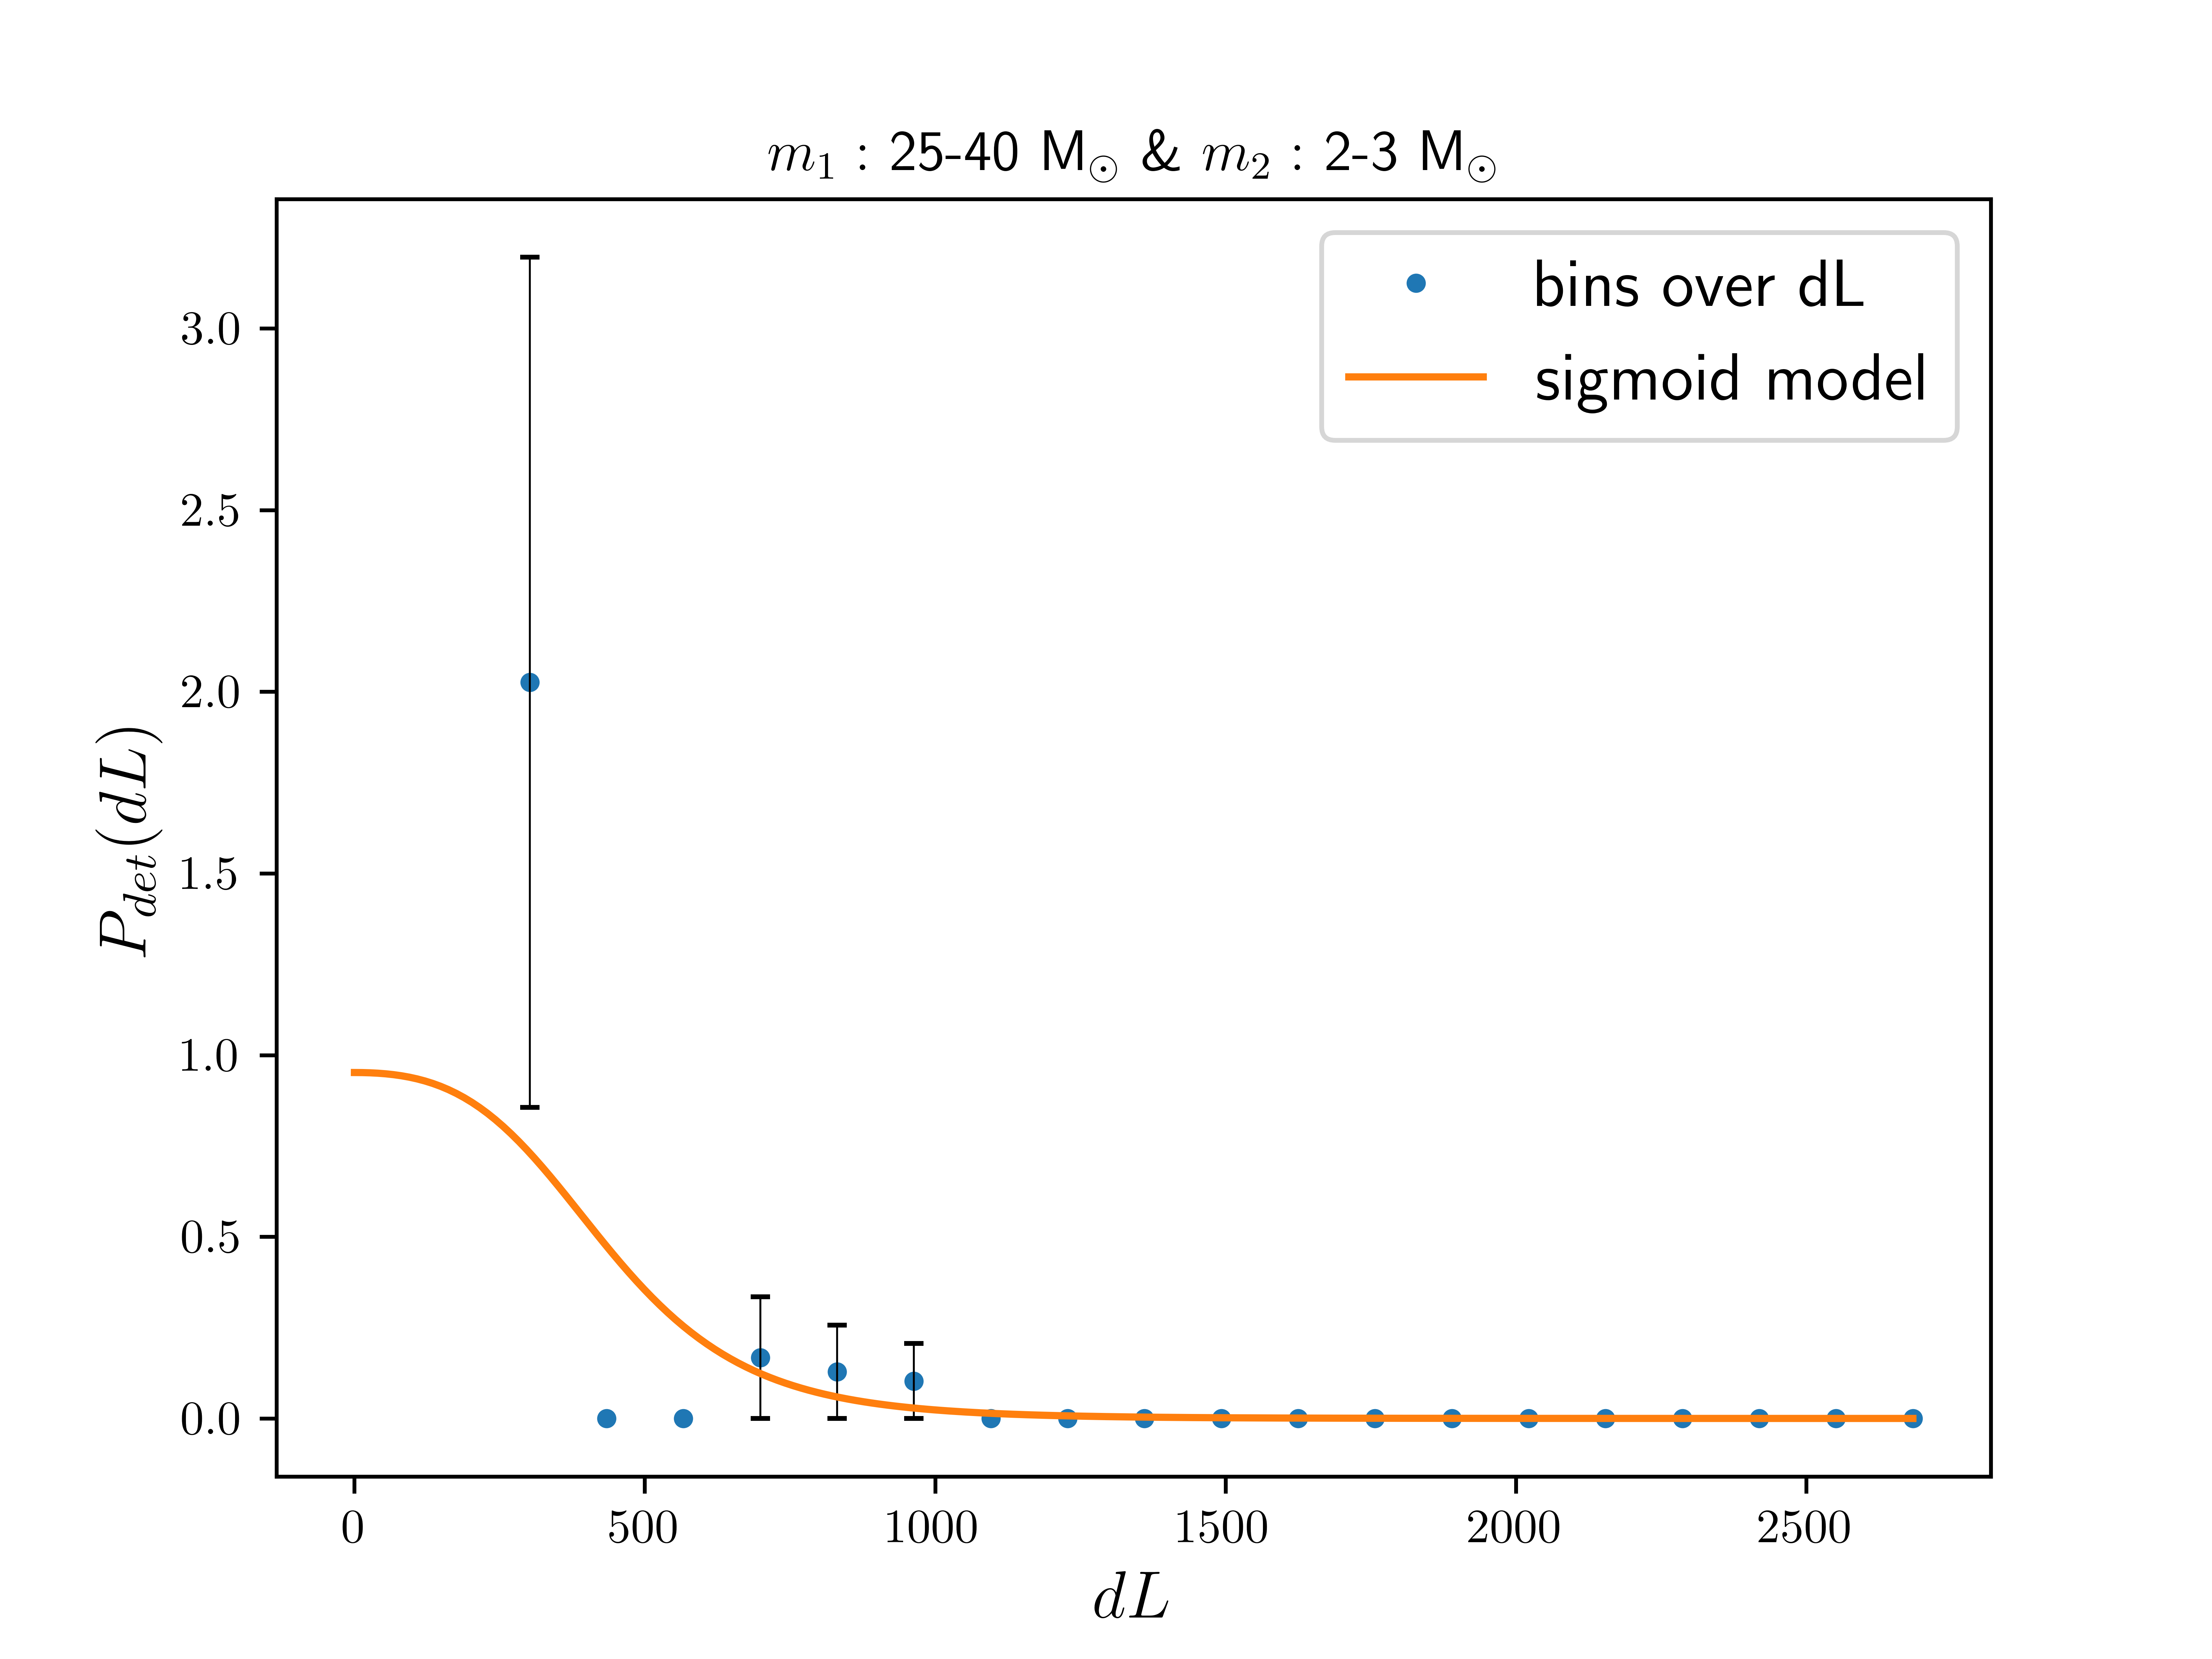 m₁ : 25-40 M⊙ & m₂ : 2-3 M⊙
bins over dL
sigmoid model
3.0
2.5
2.0
1.5
1.0
0.5
0.0
P_det(dL)
0 500 1000 1500 2000 2500
dL